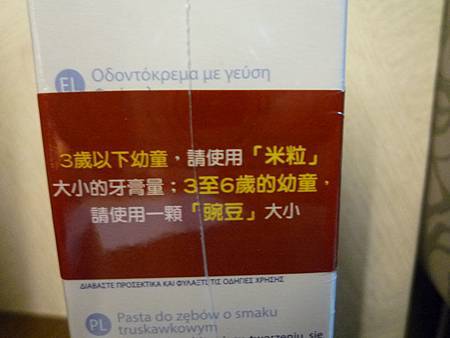 EL Οδοντόκρεμα με γεύση
3歲以下幼童，請使用「米粒」
大小的牙膏量；3至6歲的幼童，
請使用一顆「豌豆」大小
ΔΙΑΒΑΣΤΕ ΠΡΟΣΕΚΤΙΚΑ ΚΑΙ ΦΥΛΑΞΤΕ ΤΙΣ ΟΔΗΓΙΕΣ ΧΡΗΣΗΣ
PL Pasta do zębów o smaku
truskawkowym